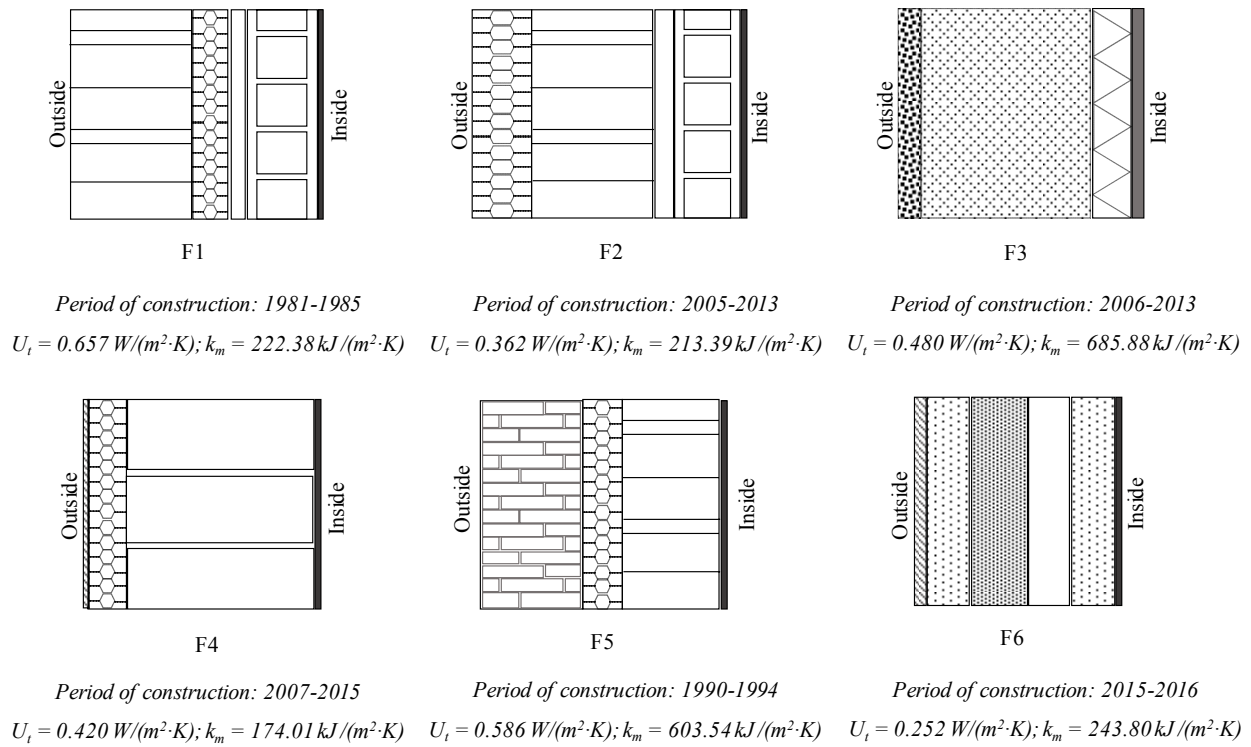 Outside
Inside
F1
Period of construction: 1981-1985
U_t = 0.657 W/(m²·K); k_m = 222.38 kJ/(m²·K)
Outside
Inside
F2
Period of construction: 2005-2013
U_t = 0.362 W/(m²·K); k_m = 213.39 kJ/(m²·K)
Outside
Inside
F3
Period of construction: 2006-2013
U_t = 0.480 W/(m²·K); k_m = 685.88 kJ/(m²·K)
Outside
Inside
F4
Period of construction: 2007-2015
U_t = 0.420 W/(m²·K); k_m = 174.01 kJ/(m²·K)
Outside
Inside
F5
Period of construction: 1990-1994
U_t = 0.586 W/(m²·K); k_m = 603.54 kJ/(m²·K)
Outside
Inside
F6
Period of construction: 2015-2016
U_t = 0.252 W/(m²·K); k_m = 243.80 kJ/(m²·K)